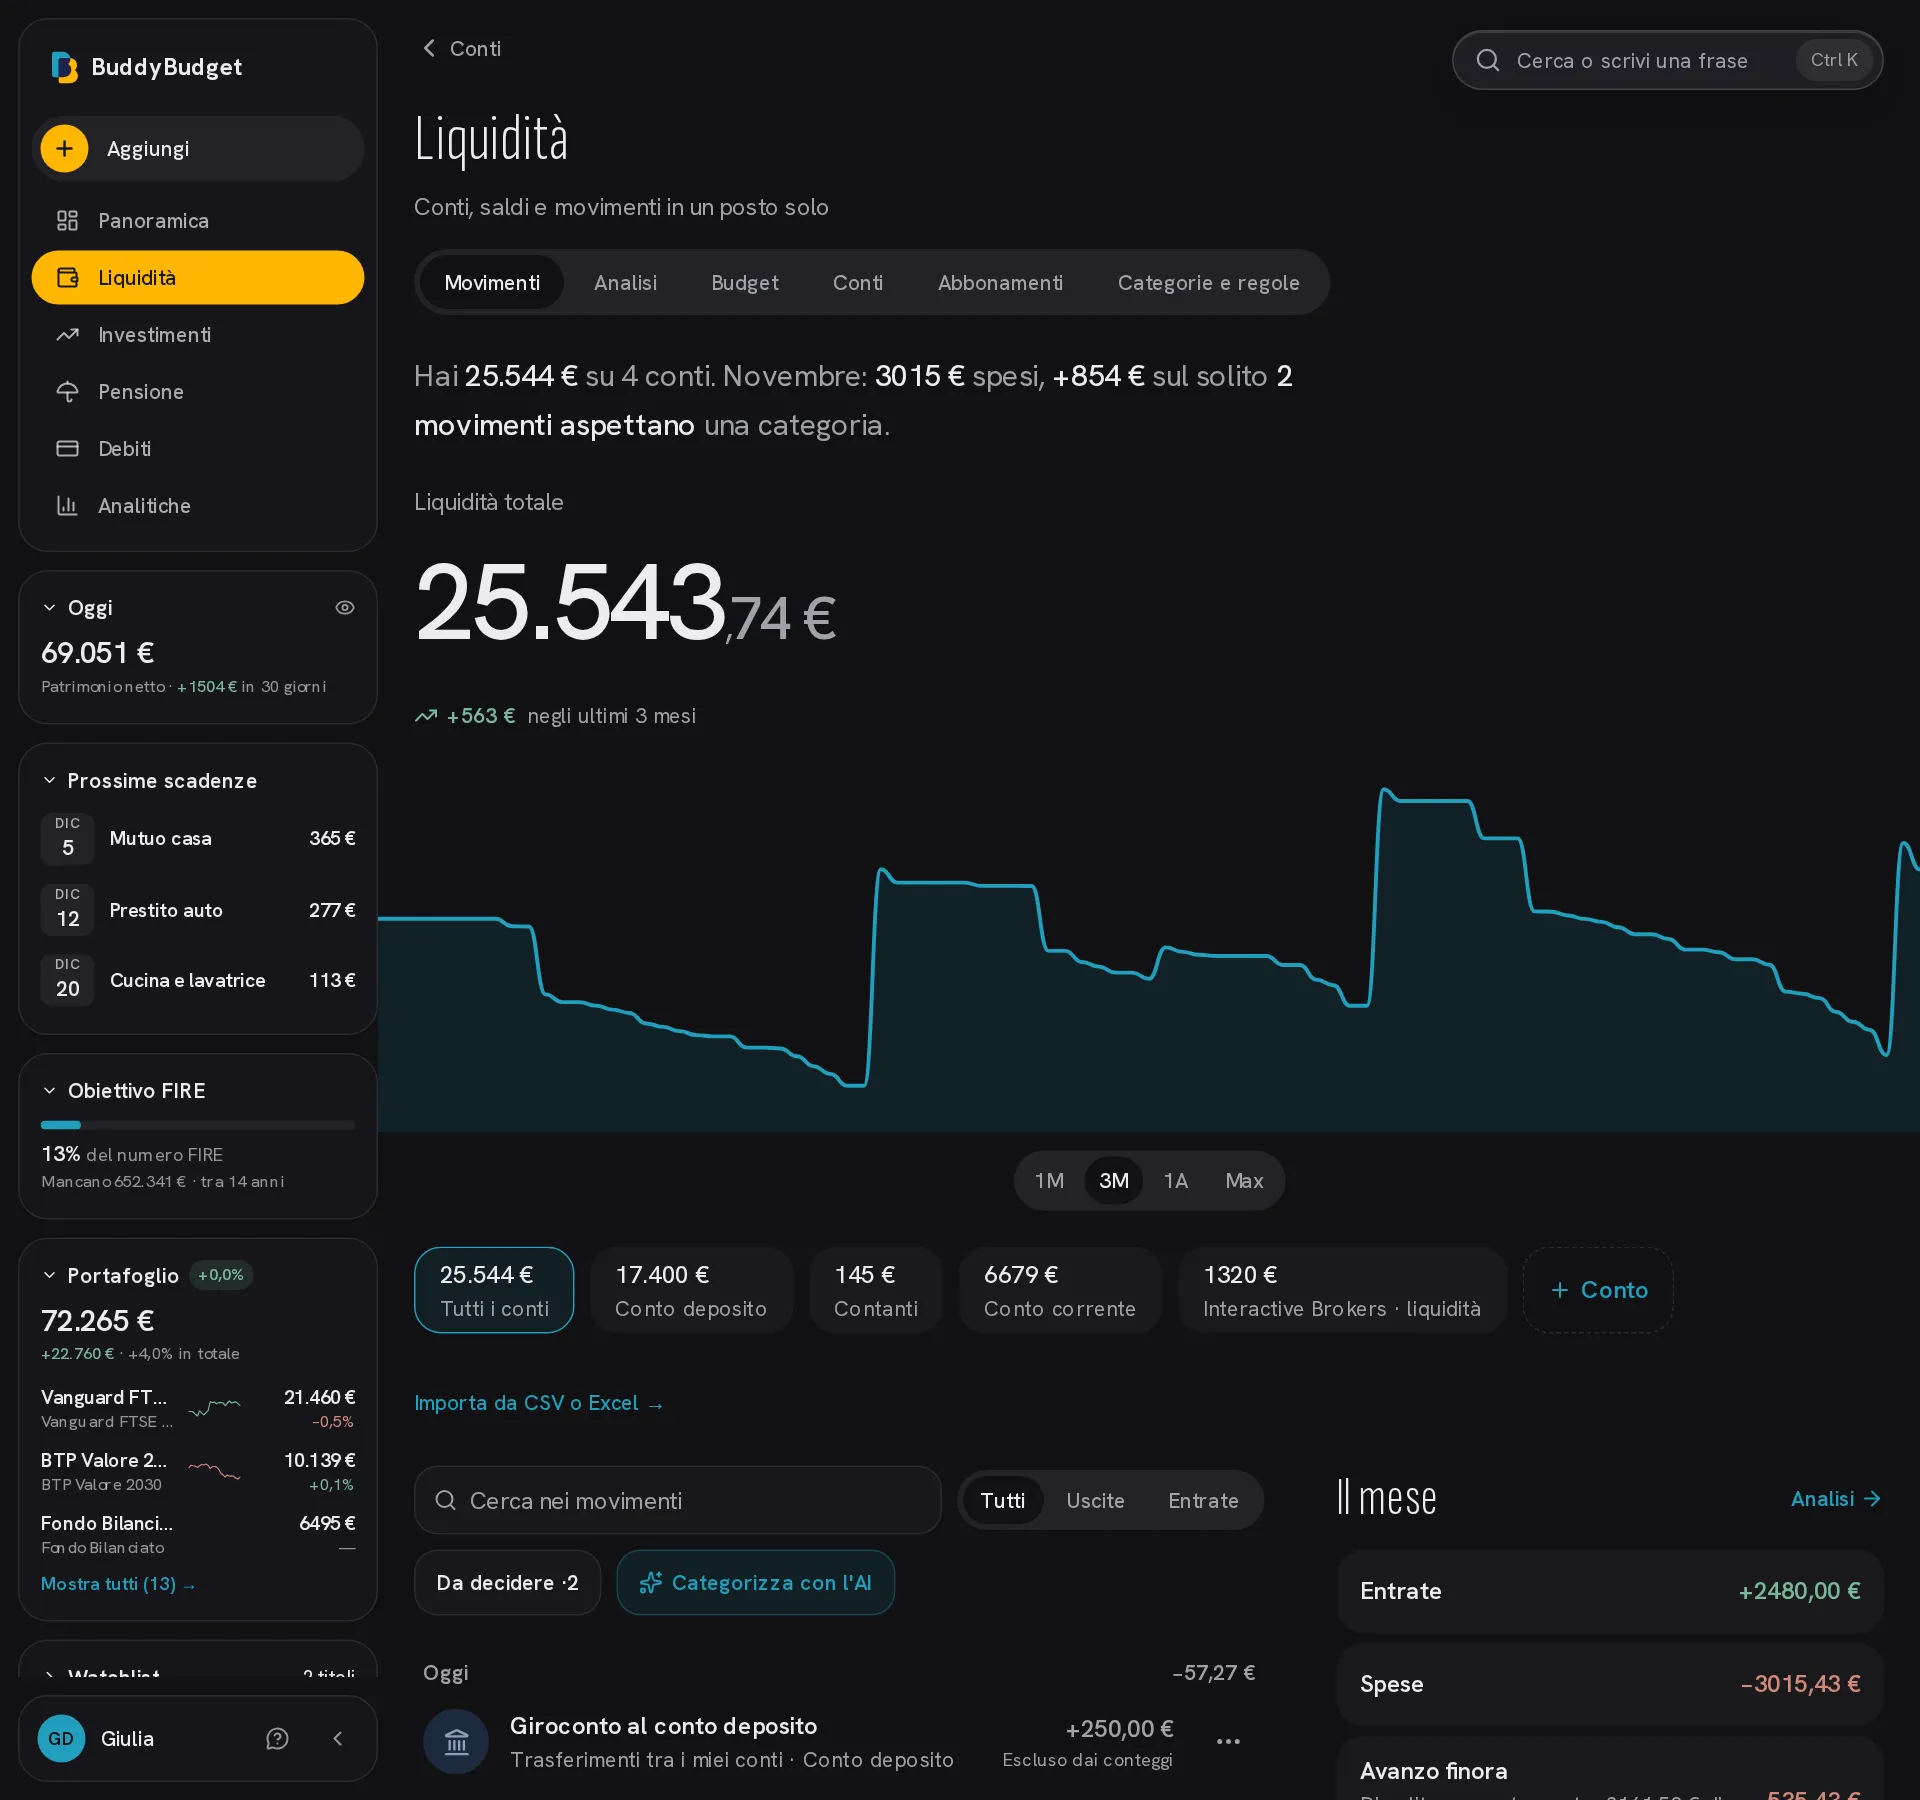 BuddyBudget
Aggiungi
Panoramica
Liquidità
Investimenti
Pensione
Debiti
Analitiche
Oggi
69.051 €
Patrimonio netto · +1504 € in 30 giorni
Prossime scadenze
DIC
5
Mutuo casa
365 €
DIC
12
Prestito auto
277 €
DIC
20
Cucina e lavatrice
113 €
Obiettivo FIRE
13% del numero FIRE
Mancano 652.341 € · tra 14 anni
Portafoglio
+0,0%
72.265 €
+22.760 € · +4,0% in totale
Vanguard FT...
21.460 €
Vanguard FTSE ...
−0,5%
BTP Valore 2...
10.139 €
BTP Valore 2030
+0,1%
Fondo Bilanci...
6495 €
Fondo Bilanciato
—
Mostra tutti (13) →
Watchlist
2 titoli
GD
Giulia
Conti
Cerca o scrivi una frase
Ctrl K
Liquidità
Conti, saldi e movimenti in un posto solo
Movimenti
Analisi
Budget
Conti
Abbonamenti
Categorie e regole
Hai 25.544 € su 4 conti. Novembre: 3015 € spesi, +854 € sul solito 2
movimenti aspettano una categoria.
Liquidità totale
25.543,74 €
+563 € negli ultimi 3 mesi
1M
3M
1A
Max
25.544 €
Tutti i conti
17.400 €
Conto deposito
145 €
Contanti
6679 €
Conto corrente
1320 €
Interactive Brokers · liquidità
+ Conto
Importa da CSV o Excel →
Cerca nei movimenti
Tutti
Uscite
Entrate
Da decidere ·2
Categorizza con l'AI
Oggi
−57,27 €
Giroconto al conto deposito
Trasferimenti tra i miei conti · Conto deposito
+250,00 €
Escluso dai conteggi
Il mese
Analisi →
Entrate
+2480,00 €
Spese
−3015,43 €
Avanzo finora